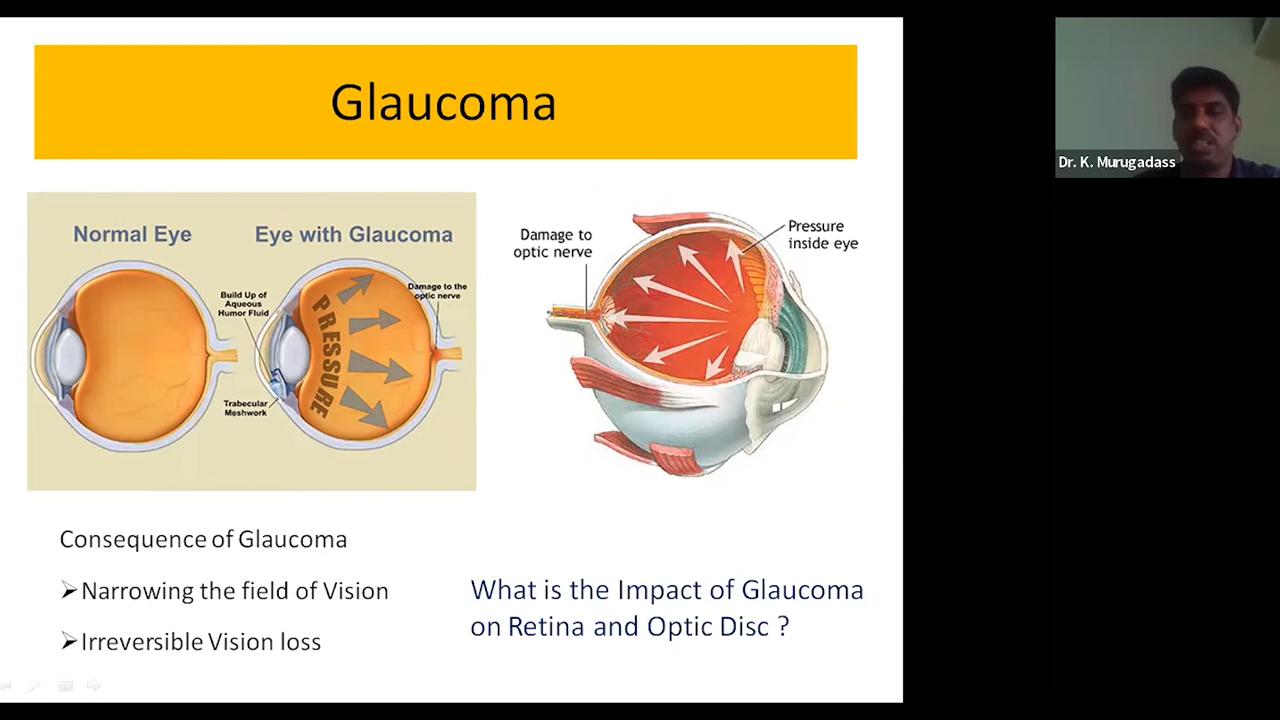 Glaucoma
Dr. K. Murugadass
Normal Eye
Eye with Glaucoma
Build Up of
Aqueous
Humor Fluid
Damage to the
optic nerve
PRESSURE
Trabecular
Meshwork
Damage to
optic nerve
Pressure
inside eye
Consequence of Glaucoma
Narrowing the field of Vision
Irreversible Vision loss
What is the Impact of Glaucoma
on Retina and Optic Disc ?